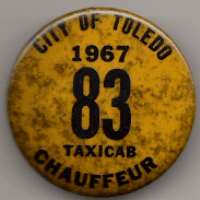 CITY OF TOLEDO
1967
83
TAXICAB
CHAUFFEUR